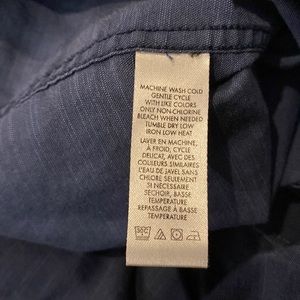 MACHINE WASH COLD
GENTLE CYCLE
WITH LIKE COLORS
ONLY NON-CHLORINE
BLEACH WHEN NEEDED
TUMBLE DRY LOW
IRON LOW HEAT
LAVER EN MACHINE,
À FROID, CYCLE
DÉLICAT, AVEC DES
COULEURS SIMILAIRES
L'EAU DE JAVEL SANS
CHLORE SEULEMENT
SI NÉCESSAIRE
SÉCHOIR, BASSE
TEMPÉRATURE
REPASSAGE À BASSE
TEMPÉRATURE
30C